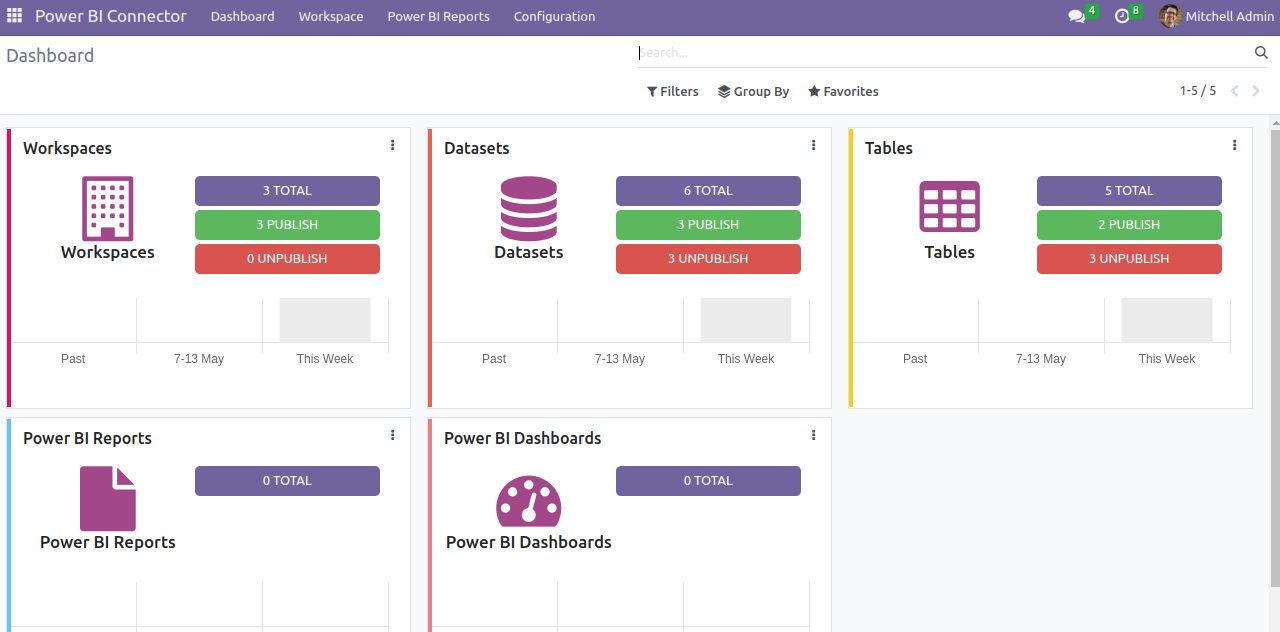 Power BI Connector Dashboard Workspace Power BI Reports Configuration 4 8 Mitchell Admin
Dashboard
Search...
Filters Group By Favorites 1-5 / 5
Workspaces
3 TOTAL
3 PUBLISH
0 UNPUBLISH
Workspaces
Past 7-13 May This Week
Datasets
6 TOTAL
3 PUBLISH
3 UNPUBLISH
Datasets
Past 7-13 May This Week
Tables
5 TOTAL
2 PUBLISH
3 UNPUBLISH
Tables
Past 7-13 May This Week
Power BI Reports
0 TOTAL
Power BI Reports
Power BI Dashboards
0 TOTAL
Power BI Dashboards